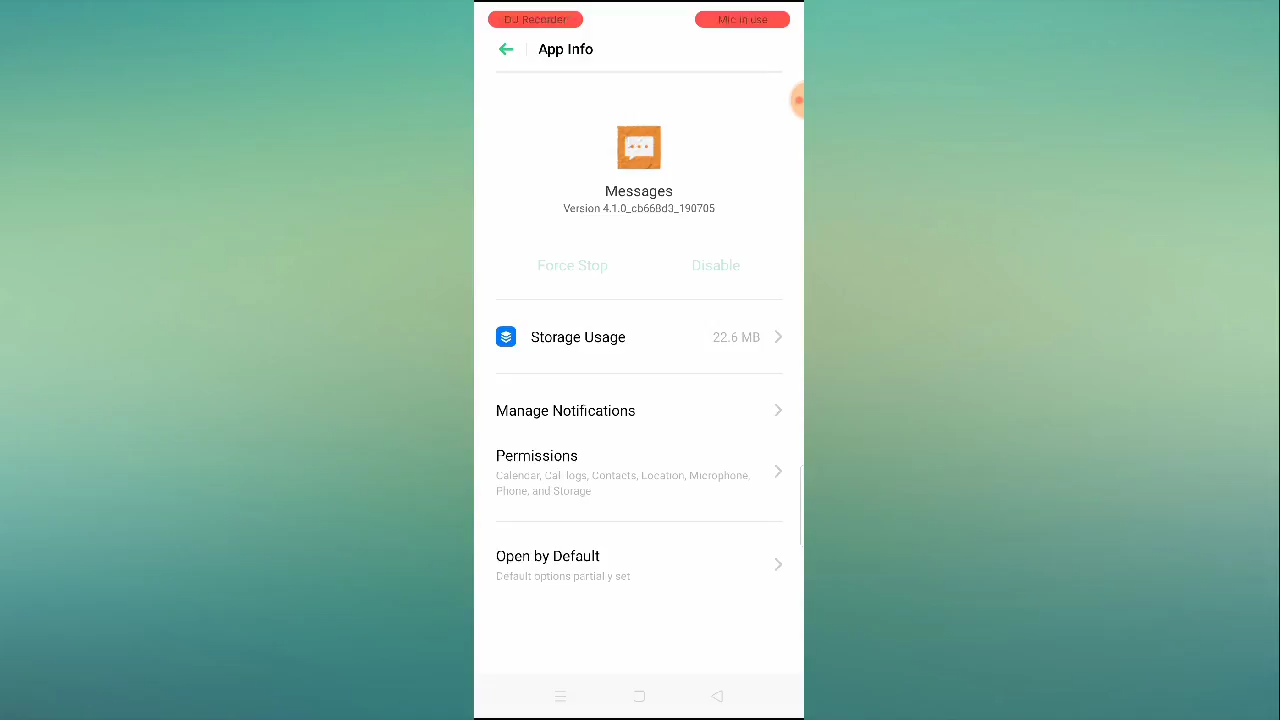 DU Recorder
Mic in use
App Info
Messages
Version 4.1.0_cb668d3_190705
Force Stop
Disable
Storage Usage
22.6 MB
Manage Notifications
Permissions
Calendar, Call logs, Contacts, Location, Microphone,
Phone, and Storage
Open by Default
Default options partially set